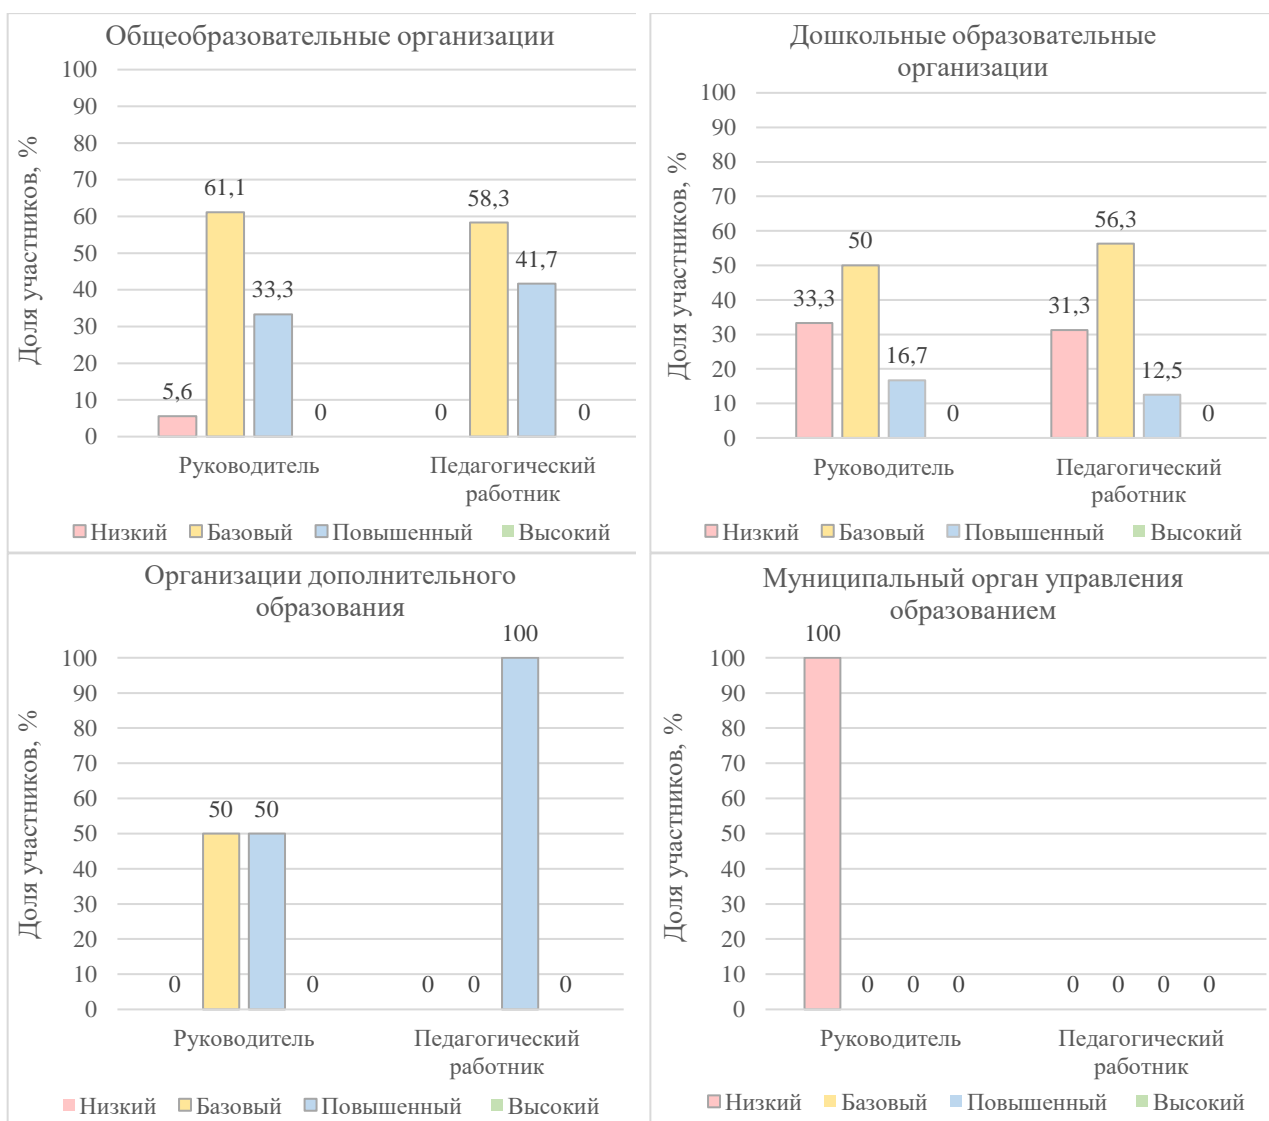 Общеобразовательные организации
100
90
80
70
60
50
40
30
20
10
0
Доля участников, %
5,6
61,1
33,3
0
0
58,3
41,7
0
Руководитель
Педагогический
работник
Низкий Базовый Повышенный Высокий
Дошкольные образовательные
организации
100
90
80
70
60
50
40
30
20
10
0
Доля участников, %
33,3
50
16,7
0
31,3
56,3
12,5
0
Руководитель
Педагогический
работник
Низкий Базовый Повышенный Высокий
Организации дополнительного
образования
100
90
80
70
60
50
40
30
20
10
0
Доля участников, %
0
50
50
0
0
0
100
0
Руководитель
Педагогический
работник
Низкий Базовый Повышенный Высокий
Муниципальный орган управления
образованием
100
90
80
70
60
50
40
30
20
10
0
Доля участников, %
100
0
0
0
0
0
0
0
Руководитель
Педагогический
работник
Низкий Базовый Повышенный Высокий